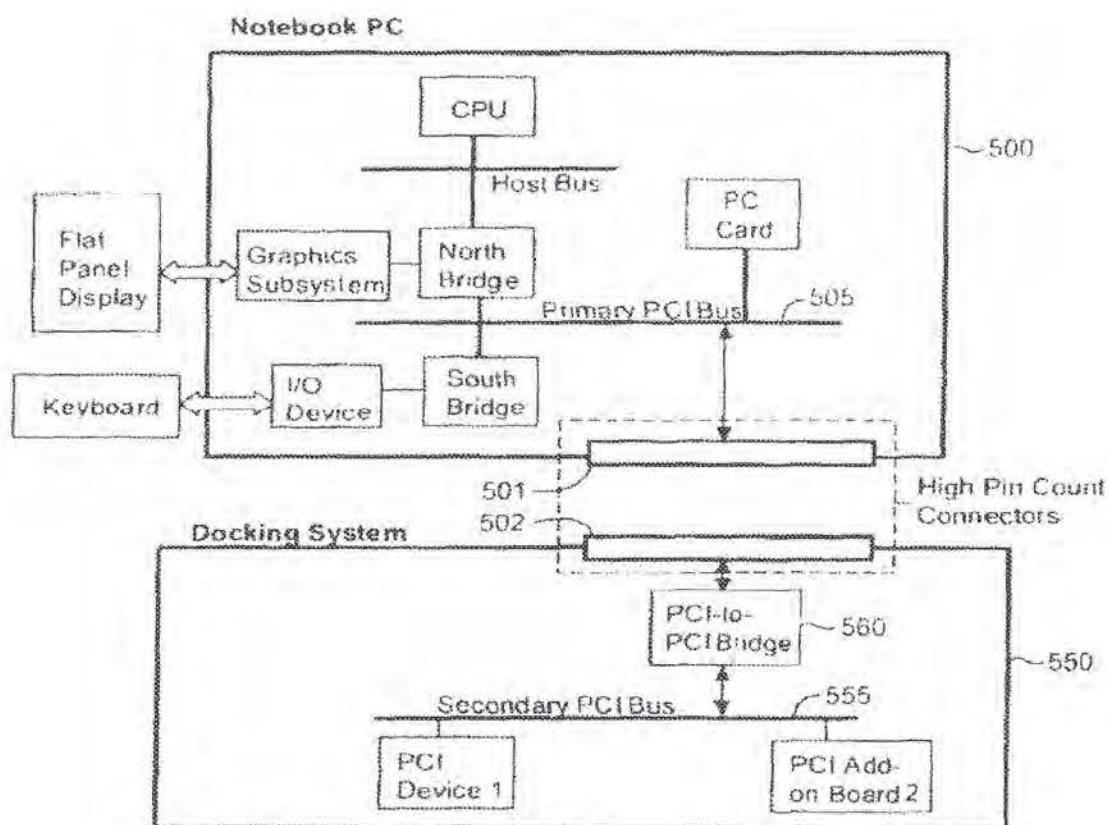 Notebook PC
CPU
500
Host Bus
PC
Card
Flat
Panel
Display
Graphics
Subsystem
North
Bridge
Primary PCI Bus
505
Keyboard
I/O
Device
South
Bridge
501
High Pin Count
Connectors
502
Docking System
PCI-to-
PCI Bridge
560
550
Secondary PCI Bus
555
PCI
Device 1
PCI Add-
on Board 2